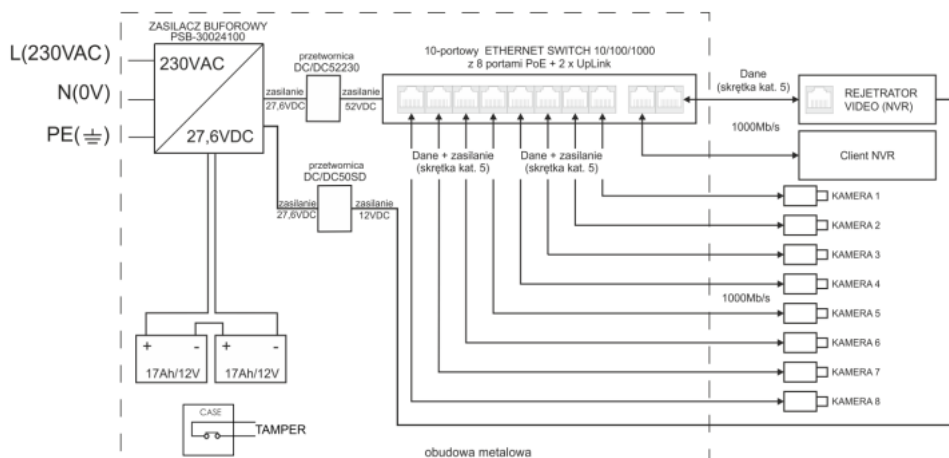 ZASILACZ BUFOROWY
PSB-30024100
L(230VAC)
N(0V)
PE(⏚)
230VAC
27,6VDC
przetwornica
DC/DC52230
zasilanie
27,6VDC
zasilanie
52VDC
10-portowy ETHERNET SWITCH 10/100/1000
z 8 portami PoE + 2 x UpLink
Dane
(skrętka kat. 5)
REJETRATOR
VIDEO (NVR)
1000Mb/s
Client NVR
Dane + zasilanie
(skrętka kat. 5)
Dane + zasilanie
(skrętka kat. 5)
przetwornica
DC/DC50SD
zasilanie
27,6VDC
zasilanie
12VDC
KAMERA 1
KAMERA 2
KAMERA 3
KAMERA 4
1000Mb/s
KAMERA 5
KAMERA 6
KAMERA 7
KAMERA 8
+ -
17Ah/12V
+ -
17Ah/12V
CASE
TAMPER
obudowa metalowa